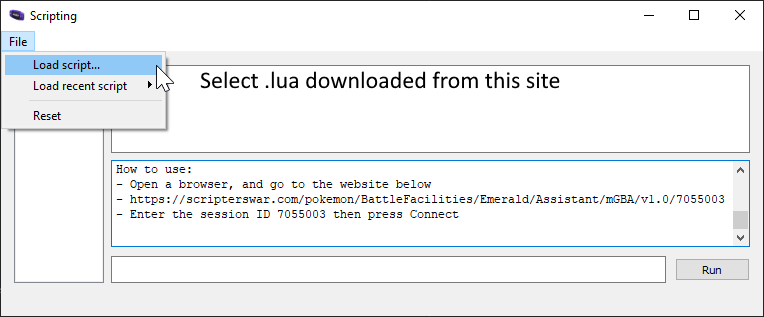 Scripting
File
Load script...
Load recent script
Reset
Select .lua downloaded from this site
How to use:
- Open a browser, and go to the website below
- https://scripterswar.com/pokemon/BattleFacilities/Emerald/Assistant/mGBA/v1.0/7055003
- Enter the session ID 7055003 then press Connect
Run